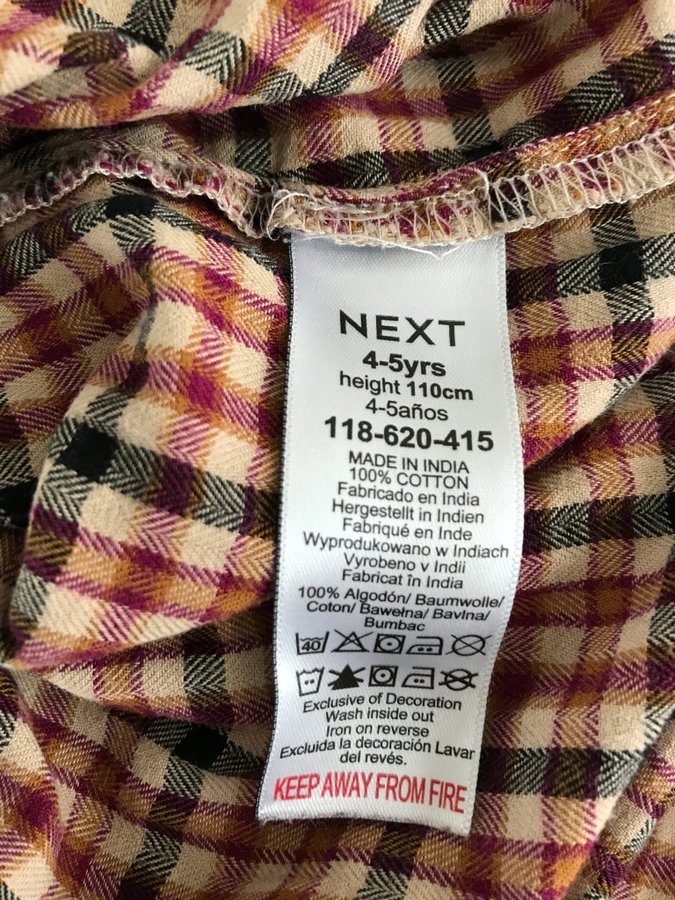 NEXT
4-5yrs
height 110cm
4-5años
118-620-415
MADE IN INDIA
100% COTTON
Fabricado en India
Hergestellt in Indien
Fabriqué en Inde
Wyprodukowano w Indiach
Vyrobeno v Indii
Fabricat în India
100% Algodón/ Baumwolle/
Coton/ Bawełna/ Bavlna/
Bumbac
40
Exclusive of Decoration
Wash inside out
Iron on reverse
Excluida la decoración Lavar
del revés.
KEEP AWAY FROM FIRE